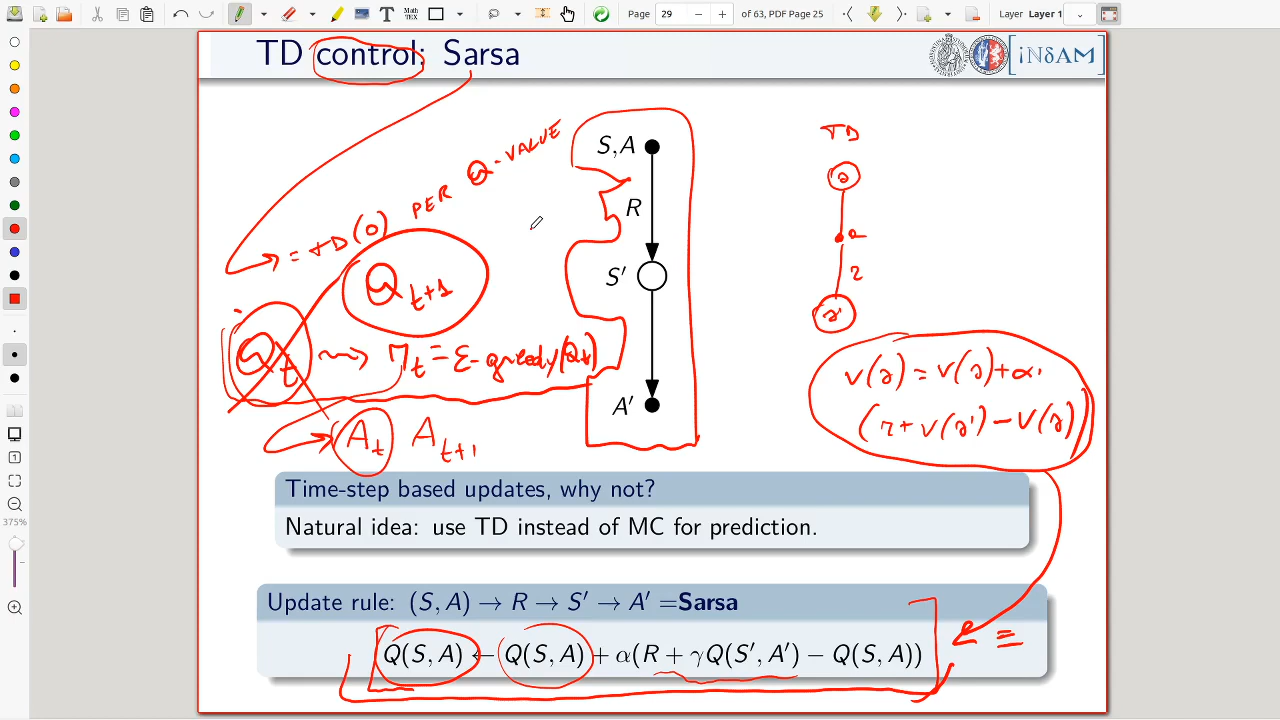 Page 29 of 63 PDF Page 25
Layer Layer 1
TD control: Sarsa
iNδAM
TD
S, A
PER Q-VALUE
R
= TD(0)
S′
Q t+1
Q t
π t = ε-greedy(Q t)
A′
A t A t+1
v(s) = v(s) + α·
(r + v(s') - v(s))
375%
Time-step based updates, why not?
Natural idea: use TD instead of MC for prediction.
Update rule: (S, A) → R → S′ → A′ =Sarsa
Q(S, A) ← Q(S, A) + α(R + γQ(S′, A′) − Q(S, A))